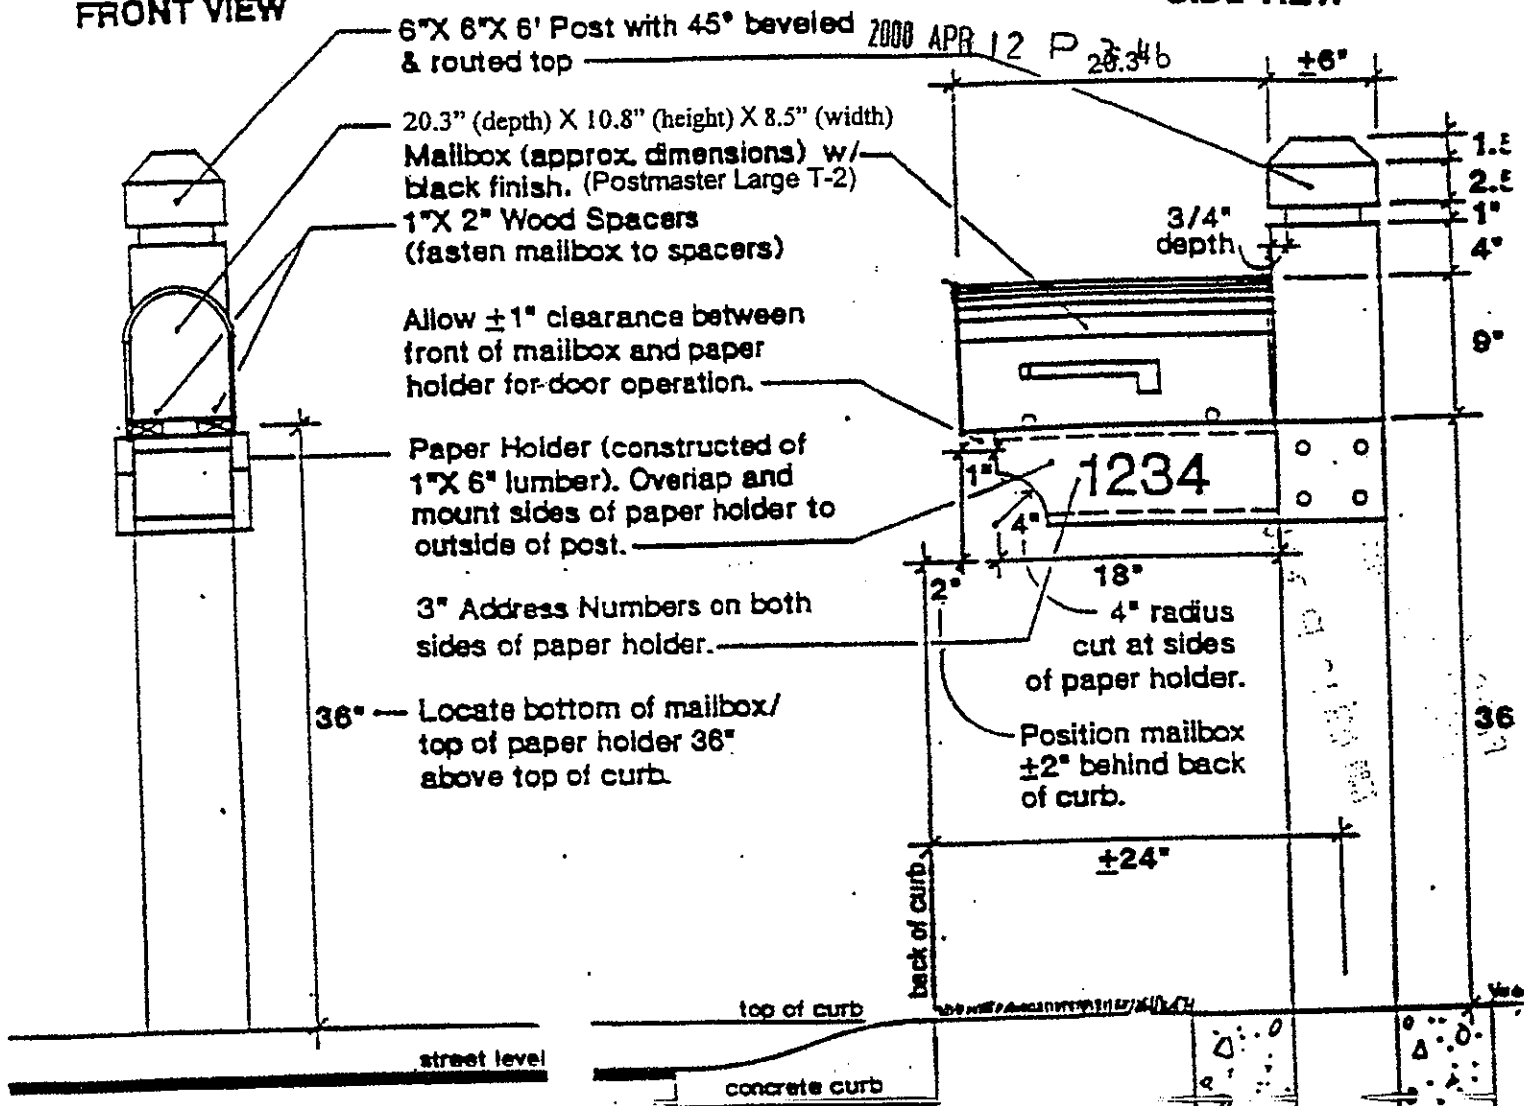 FRONT VIEW
6"X 6"X 6' Post with 45° beveled
& routed top
2000 APR 12 P
20.3"
±6"
20.3" (depth) X 10.8" (height) X 8.5" (width)
Mailbox (approx. dimensions) w/
black finish. (Postmaster Large T-2)
1"X 2" Wood Spacers
(fasten mailbox to spacers)
3/4"
depth
1"
4"
9"
Allow ±1" clearance between
front of mailbox and paper
holder for door operation.
Paper Holder (constructed of
1"X 6" lumber). Overlap and
mount sides of paper holder to
outside of post.
1"
1234
4"
2"
18"
3" Address Numbers on both
sides of paper holder.
4" radius
cut at sides
of paper holder.
36"
Locate bottom of mailbox/
top of paper holder 36"
above top of curb.
Position mailbox
±2" behind back
of curb.
36
±24"
back of curb
top of curb
street level
concrete curb